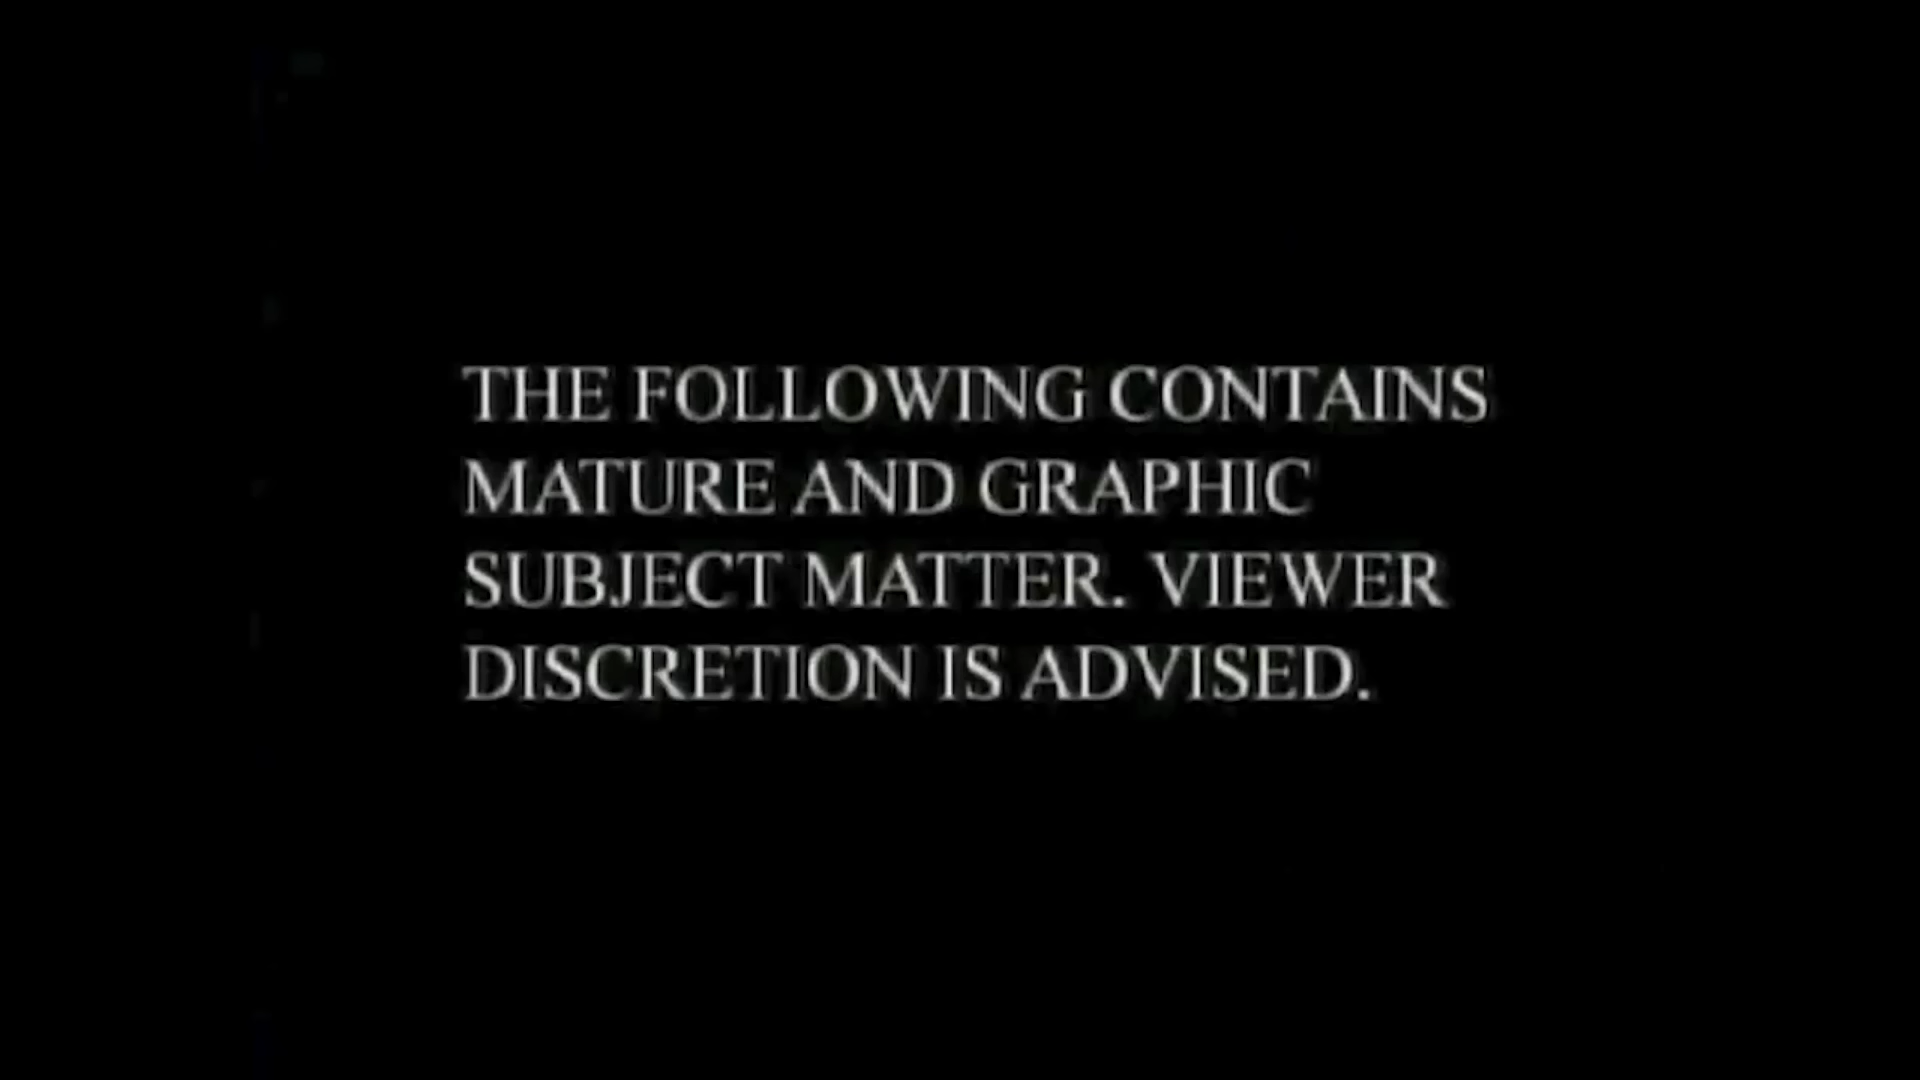 THE FOLLOWING CONTAINS
MATURE AND GRAPHIC
SUBJECT MATTER. VIEWER
DISCRETION IS ADVISED.